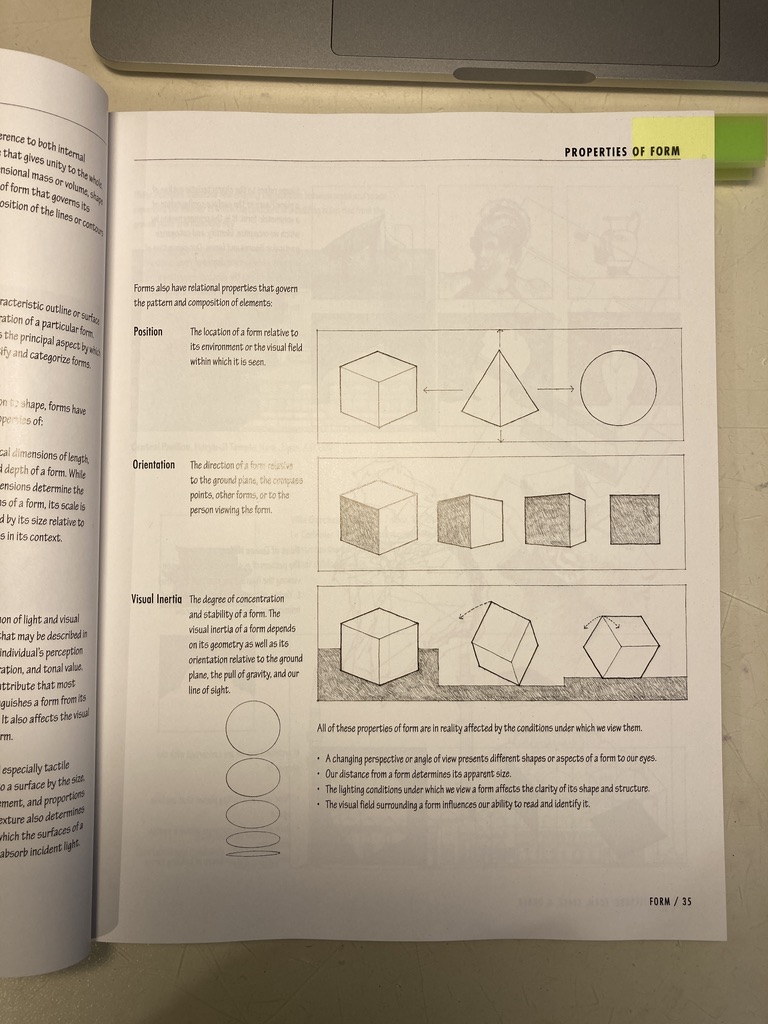 erence to both internal
that gives unity to the whole.
nsional mass or volume, shape
of form that governs its
osition of the lines or contours
racteristic outline or surface
ration of a particular form.
s the principal aspect by which
ify and categorize forms.
shape, forms have
of:
cal dimensions of length,
d depth of a form. While
ensions determine the
ns of a form, its scale is
d by its size relative to
s in its context.
on of light and visual
that may be described in
individual's perception
ration, and tonal value.
attribute that most
guishes a form from its
It also affects the visual
rm.
especially tactile
o a surface by the size,
ement, and proportions
exture also determines
which the surfaces of a
absorb incident light.
PROPERTIES OF FORM
Forms also have relational properties that govern
the pattern and composition of elements:
Position
The location of a form relative to
its environment or the visual field
within which it is seen.
Orientation
The direction of a form relative
to the ground plane, the compass
points, other forms, or to the
person viewing the form.
Visual Inertia
The degree of concentration
and stability of a form. The
visual inertia of a form depends
on its geometry as well as its
orientation relative to the ground
plane, the pull of gravity, and our
line of sight.
All of these properties of form are in reality affected by the conditions under which we view them.
• A changing perspective or angle of view presents different shapes or aspects of a form to our eyes.
• Our distance from a form determines its apparent size.
• The lighting conditions under which we view a form affects the clarity of its shape and structure.
• The visual field surrounding a form influences our ability to read and identify it.
FORM / 35